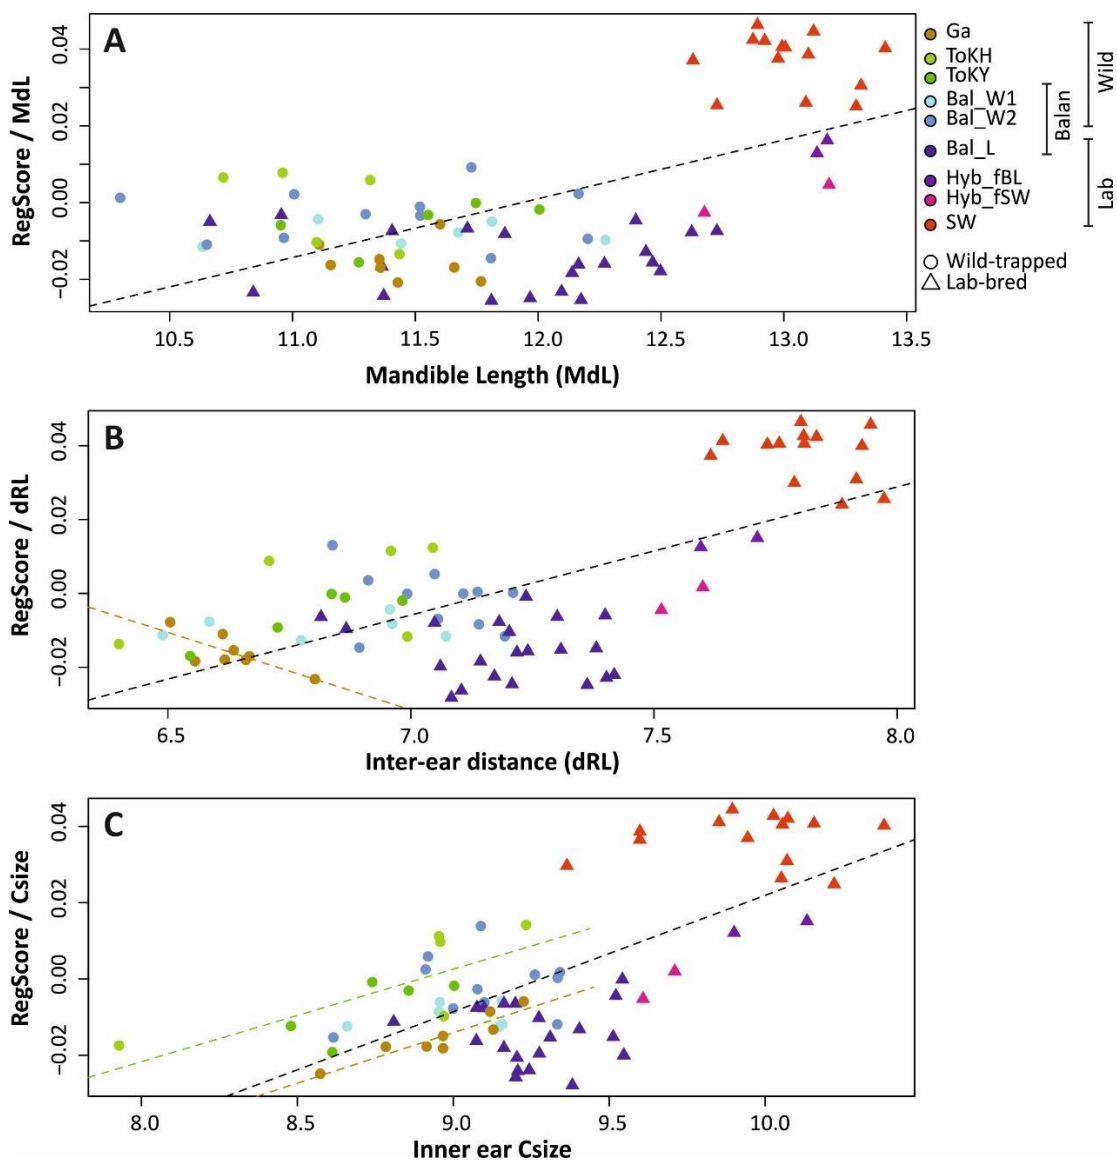 A
RegScore / MdL
0.04
0.02
0.00
−0.02
10.5 11.0 11.5 12.0 12.5 13.0 13.5
Mandible Length (MdL)
Ga
ToKH
ToKY
Bal_W1
Bal_W2
Bal_L
Hyb_fBL
Hyb_fSW
SW
Wild-trapped
Lab-bred
Balan
Wild
Lab
B
RegScore / dRL
0.04
0.02
0.00
−0.02
6.5 7.0 7.5 8.0
Inter-ear distance (dRL)
C
RegScore / Csize
0.04
0.02
0.00
−0.02
8.0 8.5 9.0 9.5 10.0
Inner ear Csize